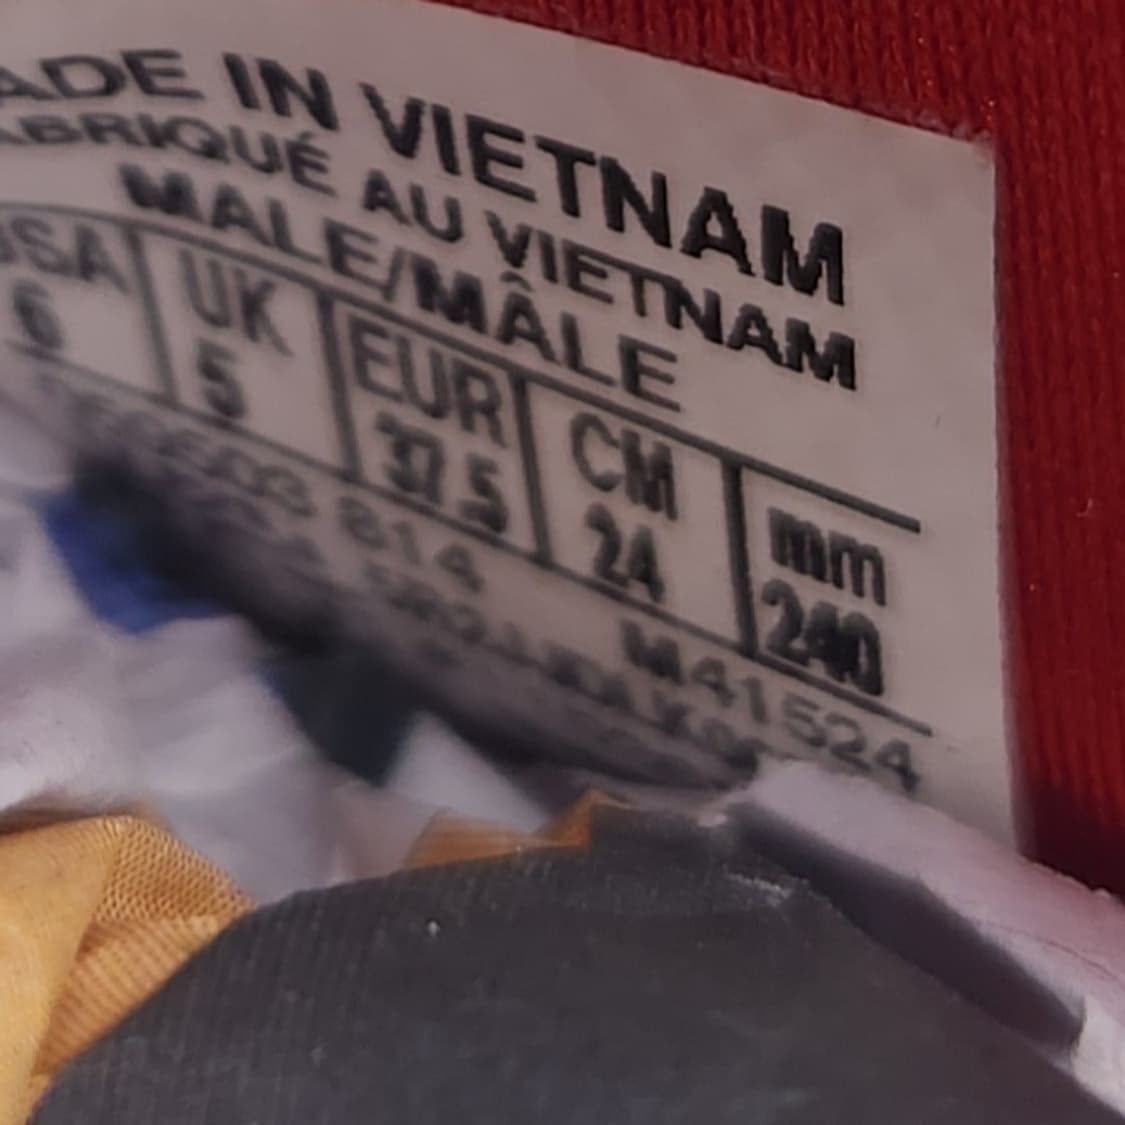 ADE IN VIETNAM
ABRIQUÉ AU VIETNAM
MALE/MÂLE
USA UK EUR CM mm
6 5 37.5 24 240
814 M41524